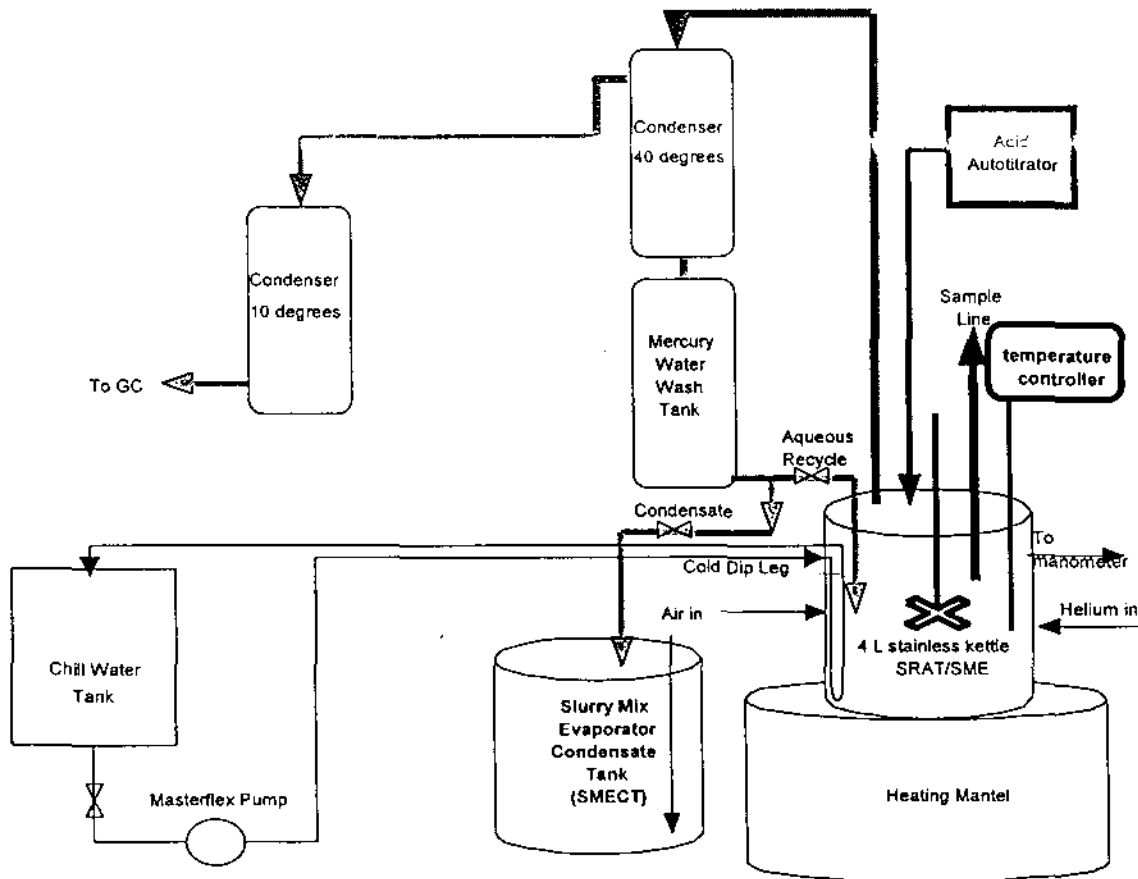 Condenser
40 degrees
Acid
Autotitrator
Condenser
10 degrees
Sample
Line
temperature
controller
Mercury
Water
Wash
Tank
To GC
Aqueous
Recycle
Condensate
To
manometer
Cold Dip Leg
Air in
Helium in
4 L stainless kettle
SRAT/SME
Chill Water
Tank
Slurry Mix
Evaporator
Condensate
Tank
(SMECT)
Masterflex Pump
Heating Mantel